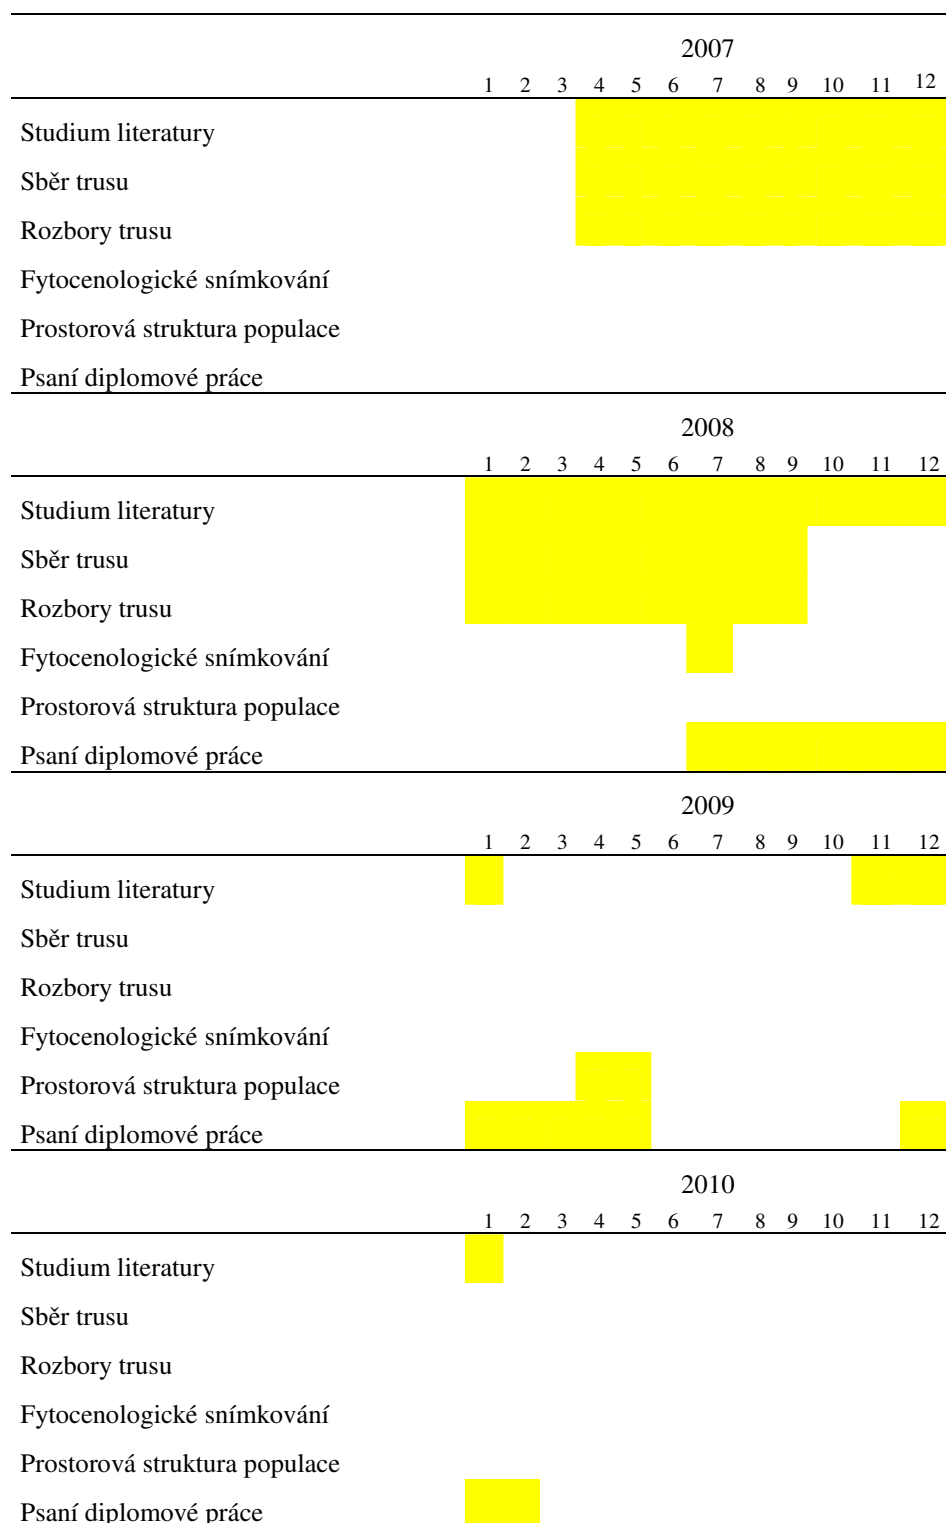 2007
1 2 3 4 5 6 7 8 9 10 11 12
Studium literatury
Sběr trusu
Rozbory trusu
Fytocenologické snímkování
Prostorová struktura populace
Psaní diplomové práce
2008
1 2 3 4 5 6 7 8 9 10 11 12
Studium literatury
Sběr trusu
Rozbory trusu
Fytocenologické snímkování
Prostorová struktura populace
Psaní diplomové práce
2009
1 2 3 4 5 6 7 8 9 10 11 12
Studium literatury
Sběr trusu
Rozbory trusu
Fytocenologické snímkování
Prostorová struktura populace
Psaní diplomové práce
2010
1 2 3 4 5 6 7 8 9 10 11 12
Studium literatury
Sběr trusu
Rozbory trusu
Fytocenologické snímkování
Prostorová struktura populace
Psaní diplomové práce